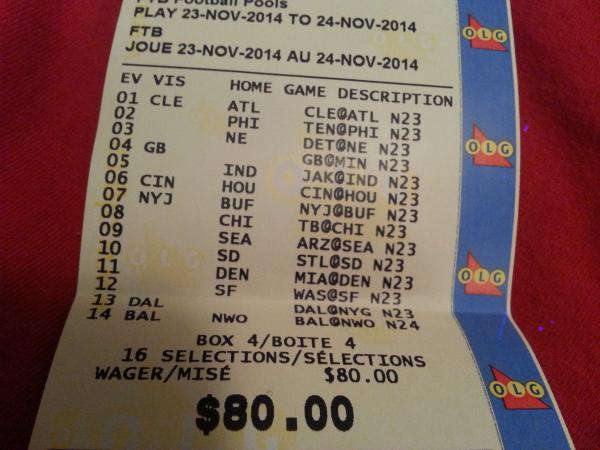 FTB Football Pools
PLAY 23-NOV-2014 TO 24-NOV-2014
FTB
JOUE 23-NOV-2014 AU 24-NOV-2014
EV VIS HOME GAME DESCRIPTION
01 CLE ATL CLE@ATL N23
02 PHI TEN@PHI N23
03 NE DET@NE N23
04 GB GB@MIN N23
05 IND JAK@IND N23
06 CIN HOU CIN@HOU N23
07 NYJ BUF NYJ@BUF N23
08 CHI TB@CHI N23
09 SEA ARZ@SEA N23
10 SD STL@SD N23
11 DEN MIA@DEN N23
12 SF WAS@SF N23
13 DAL DAL@NYG N23
14 BAL NWO BAL@NWO N24
BOX 4/BOITE 4
16 SELECTIONS/SÉLECTIONS
WAGER/MISÉ $80.00
$80.00
OLG
OLG
OLG
OLG